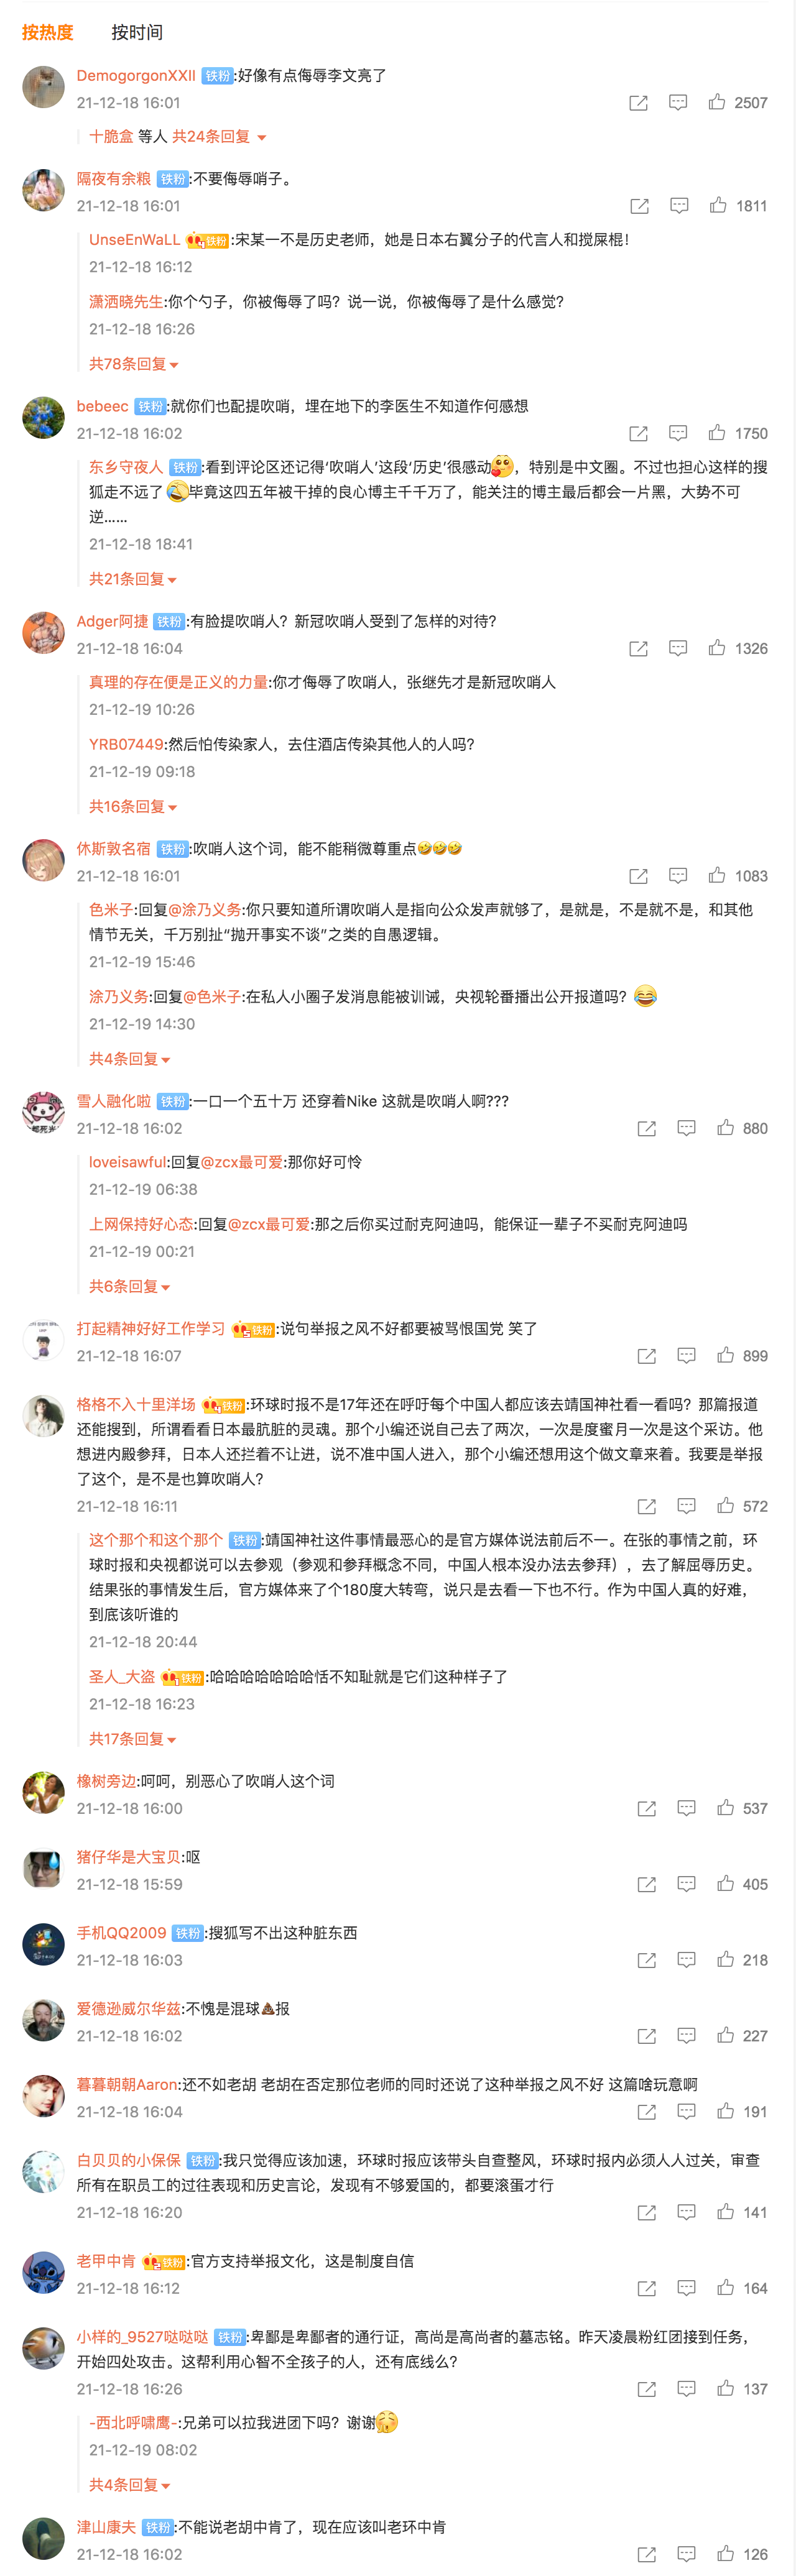 按热度 按时间
DemogorgonXXII 铁粉:好像有点侮辱李文亮了
21-12-18 16:01 2507
十脆盒 等人 共24条回复
隔夜有余粮 铁粉:不要侮辱哨子。
21-12-18 16:01 1811
UnseEnWaLL 铁粉:宋某一不是历史老师，她是日本右翼分子的代言人和搅屎棍！
21-12-18 16:12
潇洒晓先生:你个勺子，你被侮辱了吗？说一说，你被侮辱了是什么感觉？
21-12-18 16:26
共78条回复
bebeec 铁粉:就你们也配提吹哨，埋在地下的李医生不知道作何感想
21-12-18 16:02 1750
东乡守夜人 铁粉:看到评论区还记得‘吹哨人’这段‘历史’很感动🥰，特别是中文圈。不过也担心这样的搜
狐走不远了🤣毕竟这四五年被干掉的良心博主千千万了，能关注的博主最后都会一片黑，大势不可
逆……
21-12-18 18:41
共21条回复
Adger阿捷 铁粉:有脸提吹哨人？新冠吹哨人受到了怎样的对待？
21-12-18 16:04 1326
真理的存在便是正义的力量:你才侮辱了吹哨人，张继先才是新冠吹哨人
21-12-19 10:26
YRB07449:然后怕传染家人，去住酒店传染其他人的人吗？
21-12-19 09:18
共16条回复
休斯敦名宿 铁粉:吹哨人这个词，能不能稍微尊重点🤣🤣🤣
21-12-18 16:01 1083
色米子:回复@涂乃义务:你只要知道所谓吹哨人是指向公众发声就够了，是就是，不是就不是，和其他
情节无关，千万别扯“抛开事实不谈”之类的自愚逻辑。
21-12-19 15:46
涂乃义务:回复@色米子:在私人小圈子发消息能被训诫，央视轮番播出公开报道吗？😂
21-12-19 14:30
共4条回复
雪人融化啦 铁粉:一口一个五十万 还穿着Nike 这就是吹哨人啊???
21-12-18 16:02 880
loveisawful:回复@zcx最可爱:那你好可怜
21-12-19 06:38
上网保持好心态:回复@zcx最可爱:那之后你买过耐克阿迪吗，能保证一辈子不买耐克阿迪吗
21-12-19 00:21
共6条回复
打起精神好好工作学习 铁粉:说句举报之风不好都要被骂恨国党 笑了
21-12-18 16:07 899
格格不入十里洋场 铁粉:环球时报不是17年还在呼吁每个中国人都应该去靖国神社看一看吗？那篇报道
还能搜到，所谓看看日本最肮脏的灵魂。那个小编还说自己去了两次，一次是度蜜月一次是这个采访。他
想进内殿参拜，日本人还拦着不让进，说不准中国人进入，那个小编还想用这个做文章来着。我要是举报
了这个，是不是也算吹哨人？
21-12-18 16:11 572
这个那个和这个那个 铁粉:靖国神社这件事情最恶心的是官方媒体说法前后不一。在张的事情之前，环
球时报和央视都说可以去参观（参观和参拜概念不同，中国人根本没办法去参拜），去了解屈辱历史。
结果张的事情发生后，官方媒体来了个180度大转弯，说只是去看一下也不行。作为中国人真的好难，
到底该听谁的
21-12-18 20:44
圣人_大盗 铁粉:哈哈哈哈哈哈哈恬不知耻就是它们这种样子了
21-12-18 16:23
共17条回复
橡树旁边:呵呵，别恶心了吹哨人这个词
21-12-18 16:00 537
猪仔华是大宝贝:呕
21-12-18 15:59 405
手机QQ2009 铁粉:搜狐写不出这种脏东西
21-12-18 16:03 218
爱德逊威尔华兹:不愧是混球💩报
21-12-18 16:02 227
暮暮朝朝Aaron:还不如老胡 老胡在否定那位老师的同时还说了这种举报之风不好 这篇啥玩意啊
21-12-18 16:04 191
白贝贝的小保保 铁粉:我只觉得应该加速，环球时报应该带头自查整风，环球时报内必须人人过关，审查
所有在职员工的过往表现和历史言论，发现有不够爱国的，都要滚蛋才行
21-12-18 16:20 141
老甲中肯 铁粉:官方支持举报文化，这是制度自信
21-12-18 16:12 164
小样的_9527哒哒哒 铁粉:卑鄙是卑鄙者的通行证，高尚是高尚者的墓志铭。昨天凌晨粉红团接到任务，
开始四处攻击。这帮利用心智不全孩子的人，还有底线么？
21-12-18 16:26 137
-西北呼啸鹰-:兄弟可以拉我进团下吗？谢谢
21-12-19 08:02
共4条回复
津山康夫 铁粉:不能说老胡中肯了，现在应该叫老环中肯
21-12-18 16:02 126